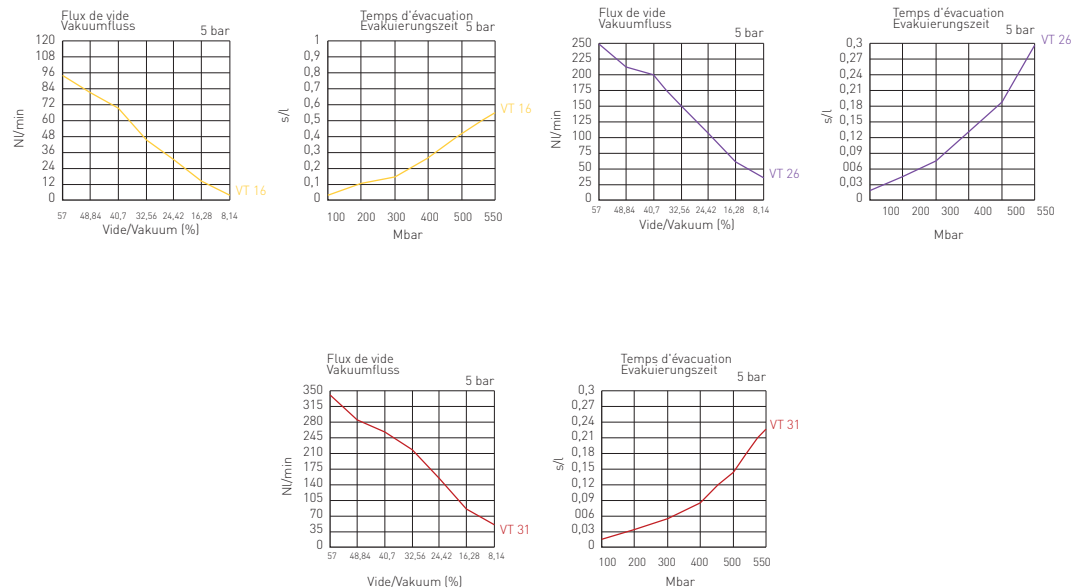 Flux de vide
Vakuumfluss
5 bar
120
108
96
84
72
60
48
36
24
12
0
Nl/min
VT 16
57 48,84 40,7 32,56 24,42 16,28 8,14
Vide/Vakuum (%)
Temps d'évacuation
Evakuierungszeit 5 bar
1
0,9
0,8
0,7
0,6
0,5
0,4
0,3
0,2
0,1
0
s/l
VT 16
100 200 300 400 500 550
Mbar
Flux de vide
Vakuumfluss
5 bar
250
225
200
175
150
125
100
75
50
25
0
Nl/min
VT 26
57 48,84 40,7 32,56 24,42 16,28 8,14
Vide/Vakuum (%)
Temps d'évacuation
Evakuierungszeit
5 bar
0,3
0,27
0,24
0,21
0,18
0,15
0,12
0,09
006
0,03
0
s/l
VT 26
100 200 300 400 500 550
Mbar
Flux de vide
Vakuumfluss
5 bar
350
315
280
245
210
175
140
105
70
35
0
Nl/min
VT 31
57 48,84 40,7 32,56 24,42 16,28 8,14
Vide/Vakuum (%)
Temps d'évacuation
Evakuierungszeit
5 bar
0,3
0,27
0,24
0,21
0,18
0,15
0,12
0,09
006
0,03
0
s/l
VT 31
100 200 300 400 500 550
Mbar